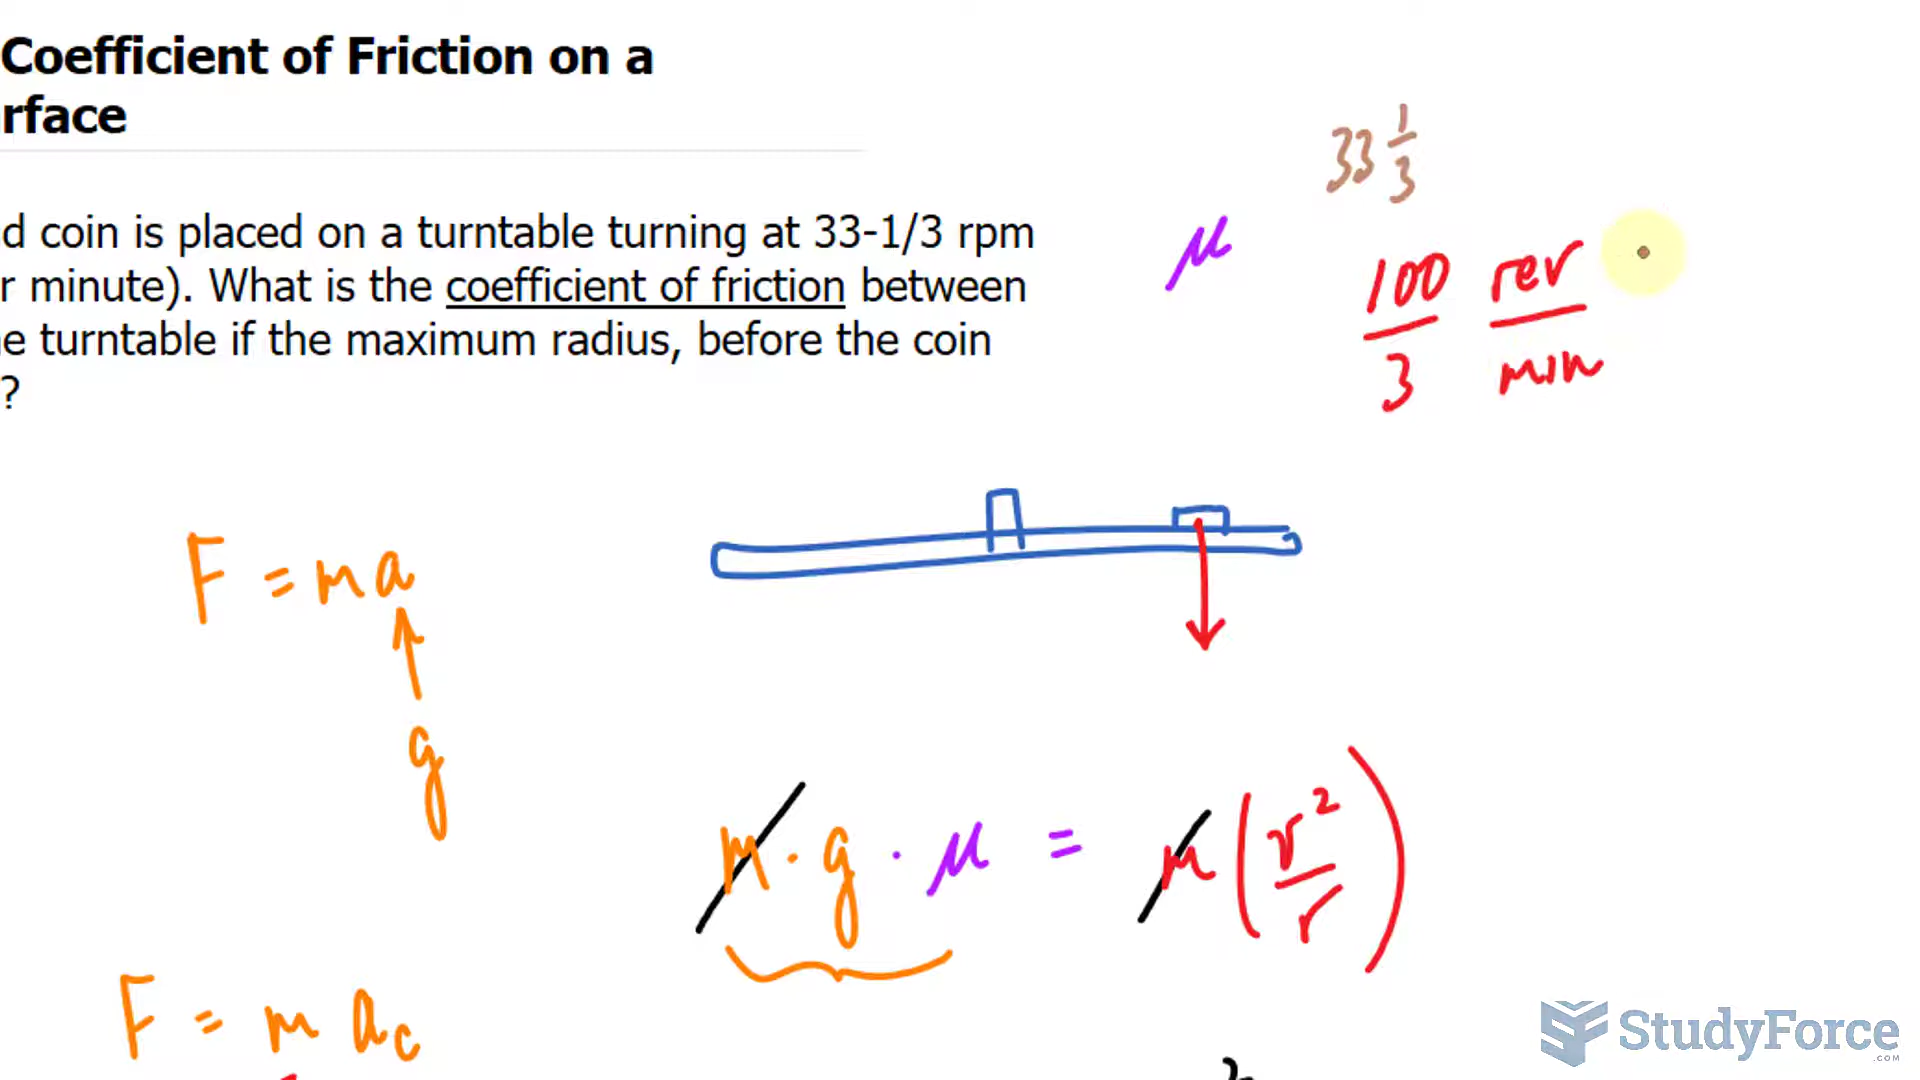 Coefficient of Friction on a
rface
33 1/3
d coin is placed on a turntable turning at 33-1/3 rpm
r minute). What is the coefficient of friction between
e turntable if the maximum radius, before the coin
?
μ
100/3 rev/min
F = ma
g
m · g · μ = m (v²/r)
F = m a_c
StudyForce
.COM